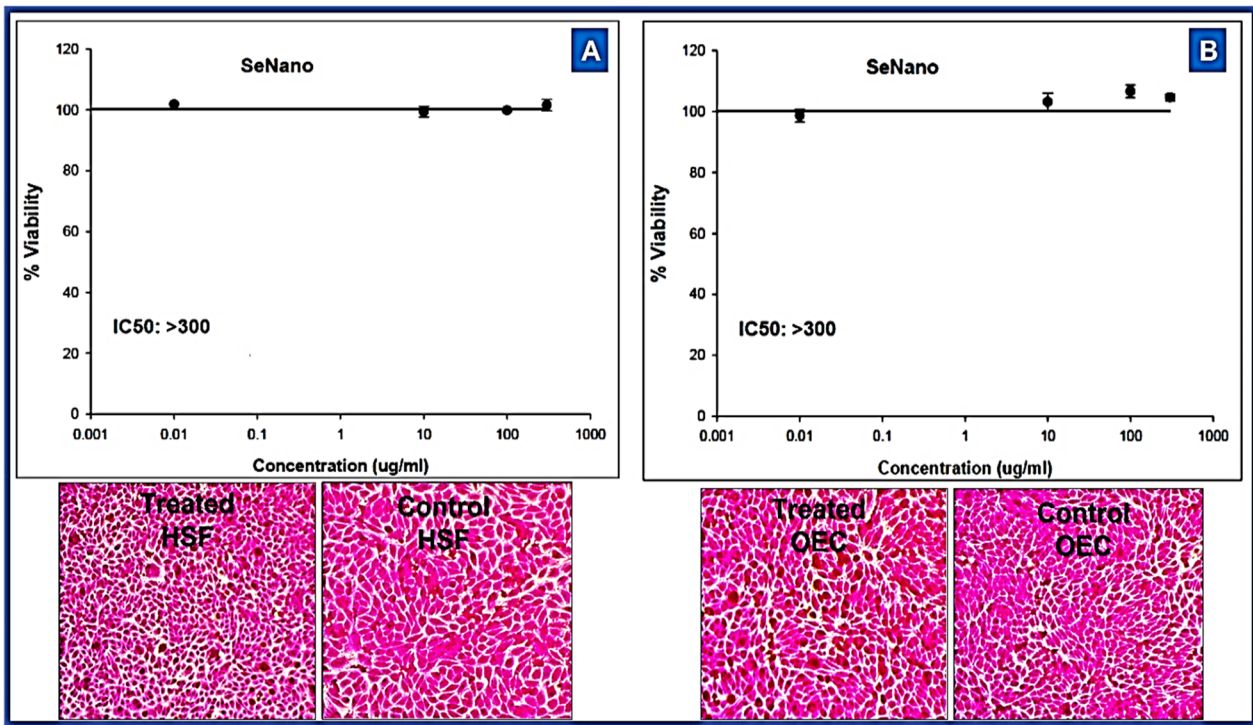 A
SeNano
120
100
80
60
40
20
0
% Viability
IC50: >300
0.001 0.01 0.1 1 10 100 1000
Concentration (ug/ml)
Treated
HSF
Control
HSF
B
SeNano
120
100
80
60
40
20
0
% Viability
IC50: >300
0.001 0.01 0.1 1 10 100 1000
Concentration (ug/ml)
Treated
OEC
Control
OEC